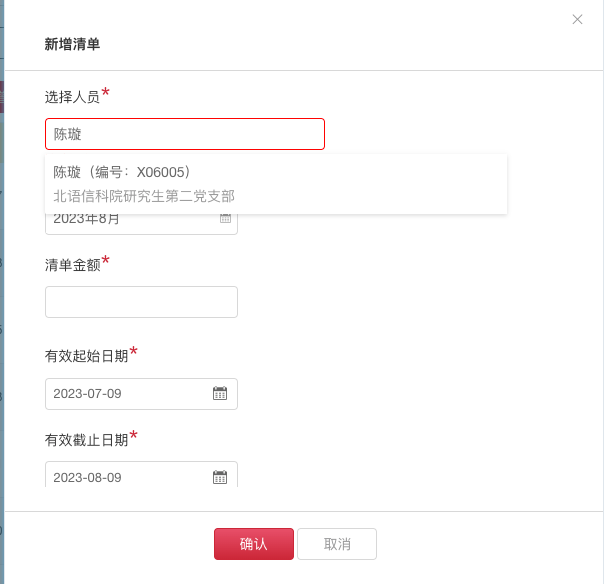 新增清单
选择人员*
陈璇
陈璇（编号：X06005）
北语信科院研究生第二党支部
2023年8月
清单金额*
有效起始日期*
2023-07-09
有效截止日期*
2023-08-09
确认
取消